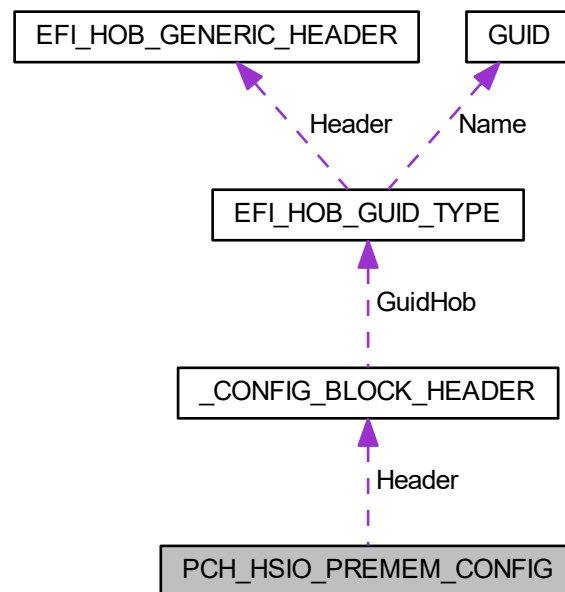 EFI_HOB_GENERIC_HEADER
GUID
Header
Name
EFI_HOB_GUID_TYPE
GuidHob
_CONFIG_BLOCK_HEADER
Header
PCH_HSIO_PREMEM_CONFIG